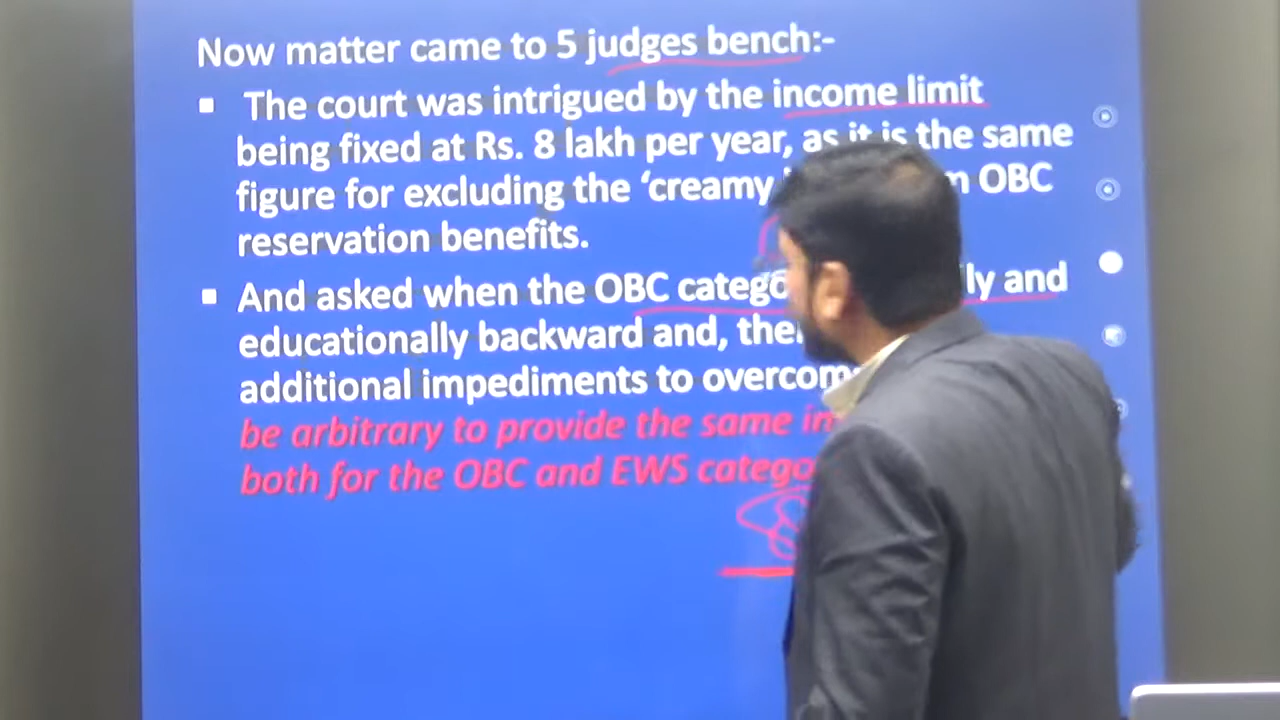 Now matter came to 5 judges bench:-
The court was intrigued by the income limit
being fixed at Rs. 8 lakh per year, as it is the same
figure for excluding the ‘creamy OBC
reservation benefits.
And asked when the OBC and
educationally backward and,
additional impediments to
be arbitrary to provide the same
both for the OBC and EWS